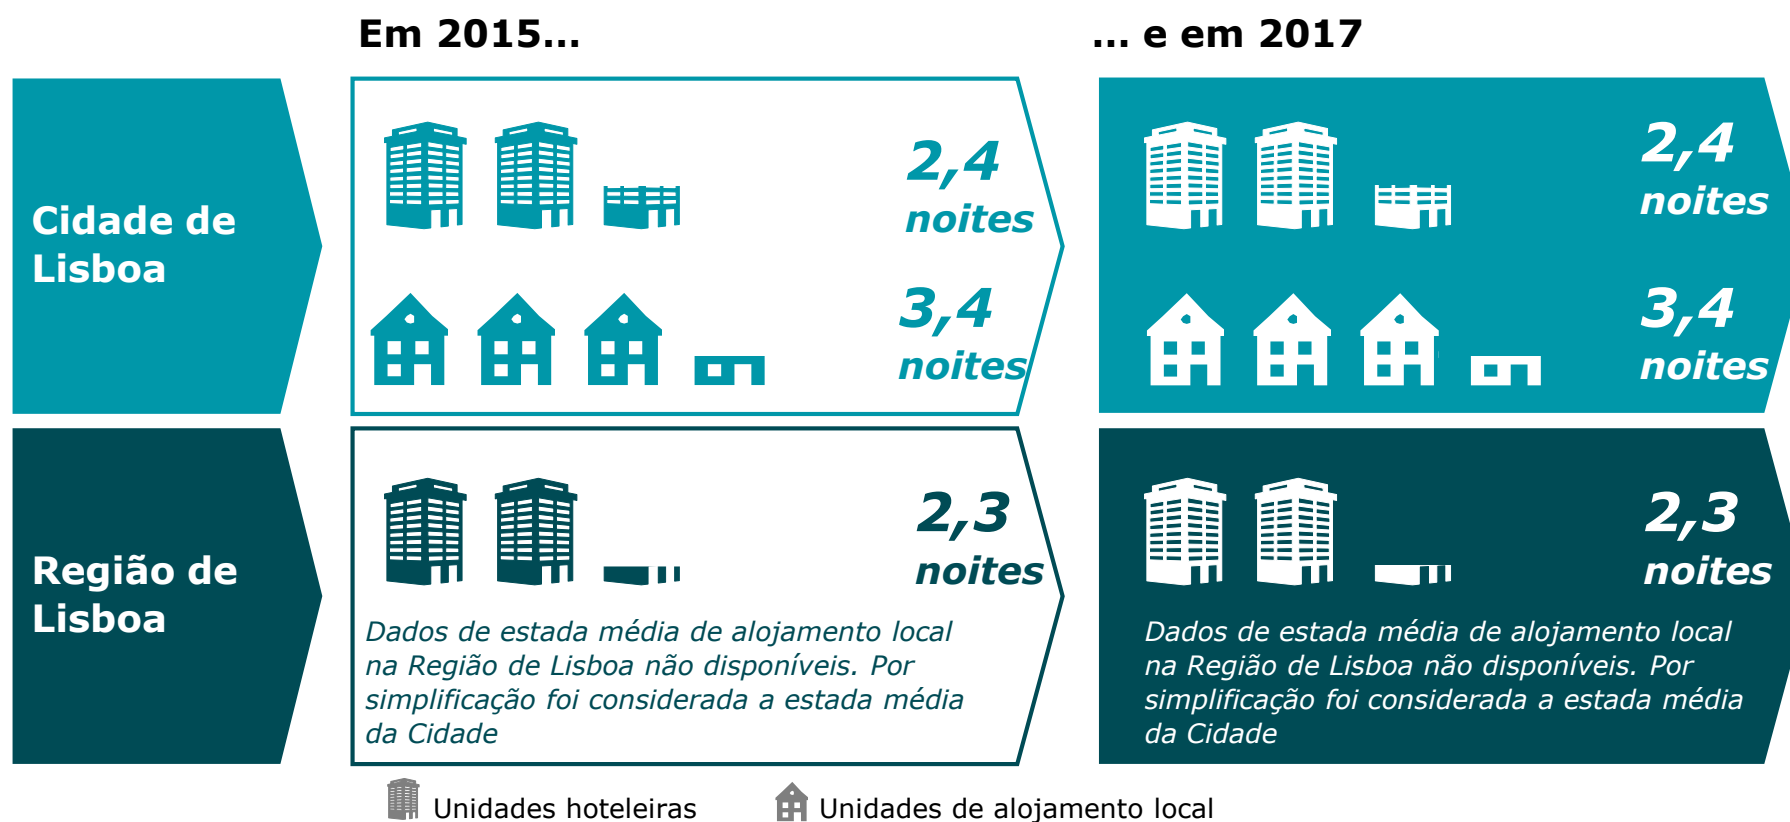 Em 2015...
... e em 2017
Cidade de
Lisboa
2,4
noites
3,4
noites
2,4
noites
3,4
noites
Região de
Lisboa
2,3
noites
Dados de estada média de alojamento local
na Região de Lisboa não disponíveis. Por
simplificação foi considerada a estada média
da Cidade
2,3
noites
Dados de estada média de alojamento local
na Região de Lisboa não disponíveis. Por
simplificação foi considerada a estada média
da Cidade
Unidades hoteleiras
Unidades de alojamento local